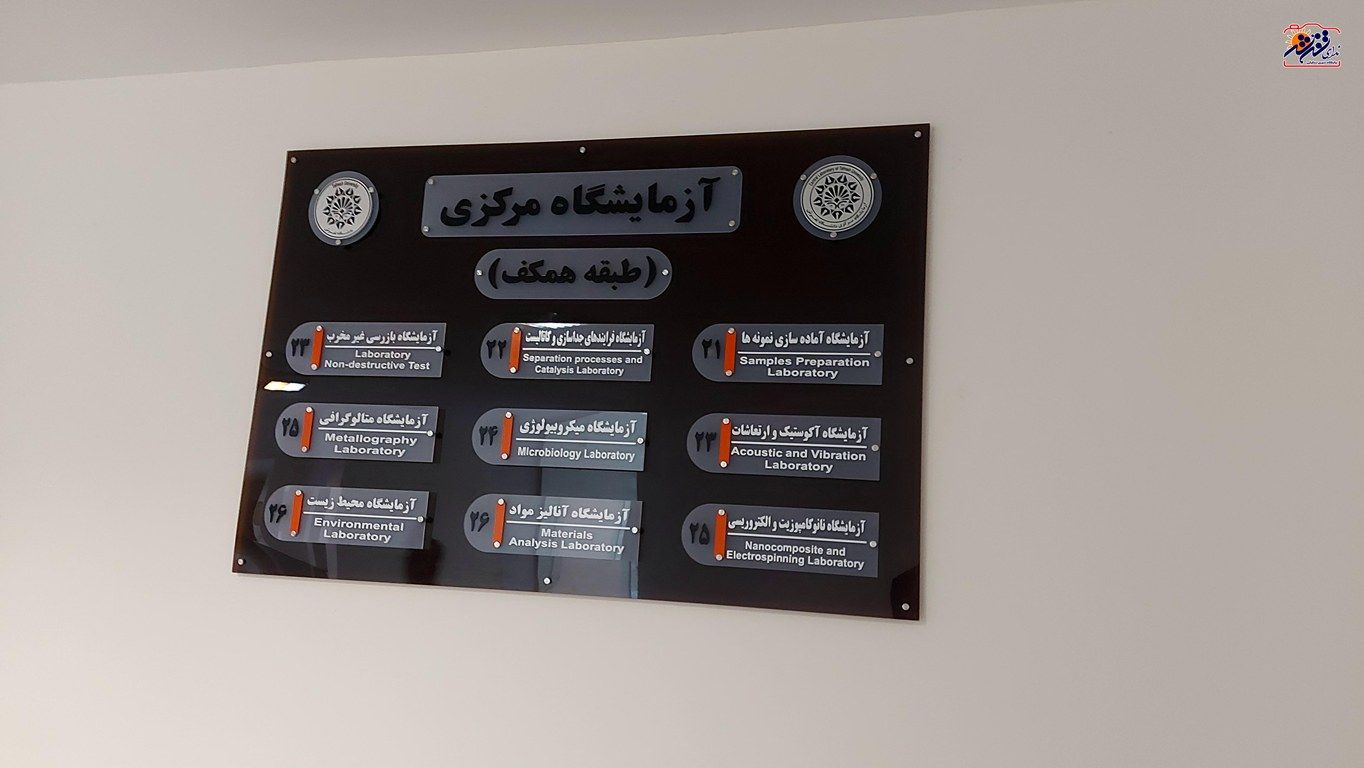 آزمایشگاه مرکزی
(طبقه همکف)
۲۱
آزمایشگاه آماده سازی نمونه ها
Samples Preparation
Laboratory
۲۲
آزمایشگاه فرایندهای جداسازی و کاتالیست
Separation processes and
Catalysis Laboratory
۲۳
آزمایشگاه بازرسی غیر مخرب
Laboratory
Non-destructive Test
۲۳
آزمایشگاه آکوستیک و ارتعاشات
Acoustic and Vibration
Laboratory
۲۴
آزمایشگاه میکروبیولوژی
Microbiology Laboratory
۲۵
آزمایشگاه متالوگرافی
Metallography
Laboratory
۲۵
آزمایشگاه نانوکامپوزیت و الکتروریسی
Nanocomposite and
Electrospinning Laboratory
۲۶
آزمایشگاه آنالیز مواد
Materials
Analysis Laboratory
۲۶
آزمایشگاه محیط زیست
Environmental
Laboratory